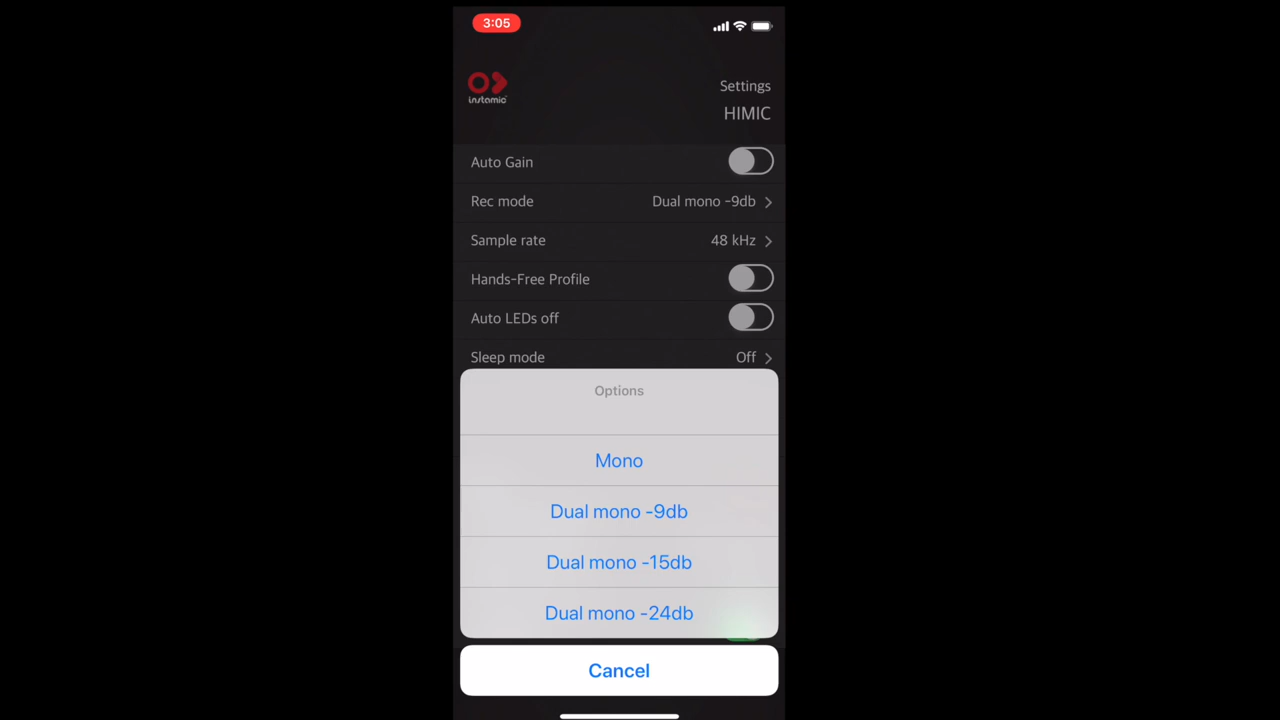 3:05
instamic
Settings
HIMIC
Auto Gain
Rec mode Dual mono -9db
Sample rate 48 kHz
Hands-Free Profile
Auto LEDs off
Sleep mode Off
Options
Mono
Dual mono -9db
Dual mono -15db
Dual mono -24db
Cancel